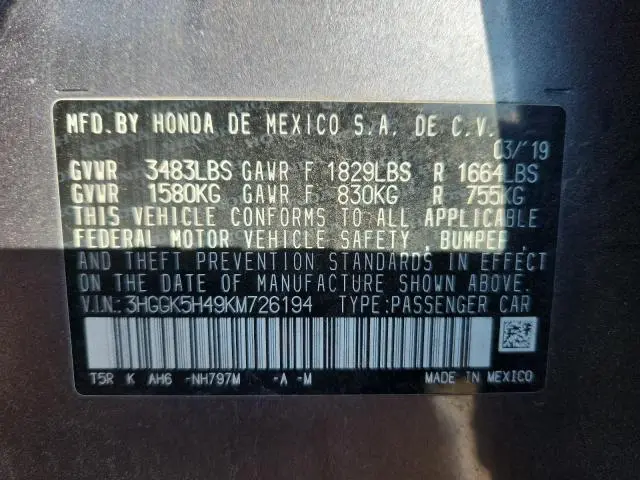 MFD. BY HONDA DE MEXICO S.A. DE C.V.
03/'19
GVWR 3483LBS GAWR F 1829LBS R 1664LBS
GVWR 1580KG GAWR F 830KG R 755KG
THIS VEHICLE CONFORMS TO ALL APPLICABLE
FEDERAL MOTOR VEHICLE SAFETY , BUMPER ,
AND THEFT PREVENTION STANDARDS IN EFFECT
ON THE DATE OF MANUFACTURE SHOWN ABOVE.
V.I.N.: 3HGGK5H49KM726194 TYPE:PASSENGER CAR
T5R K AH6 -NH797M -A -M MADE IN MEXICO